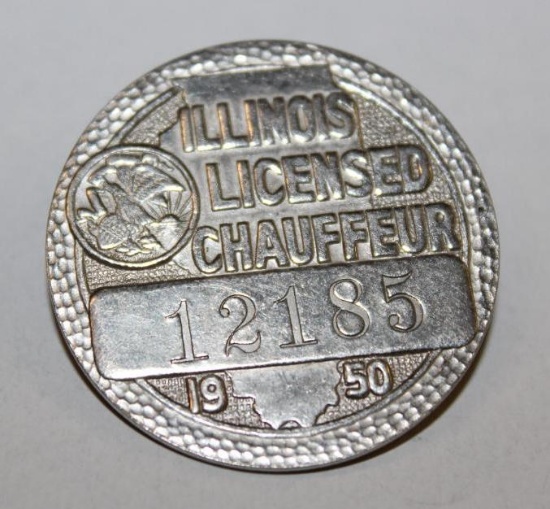 ILLINOIS
LICENSED
CHAUFFEUR
12185
19 50